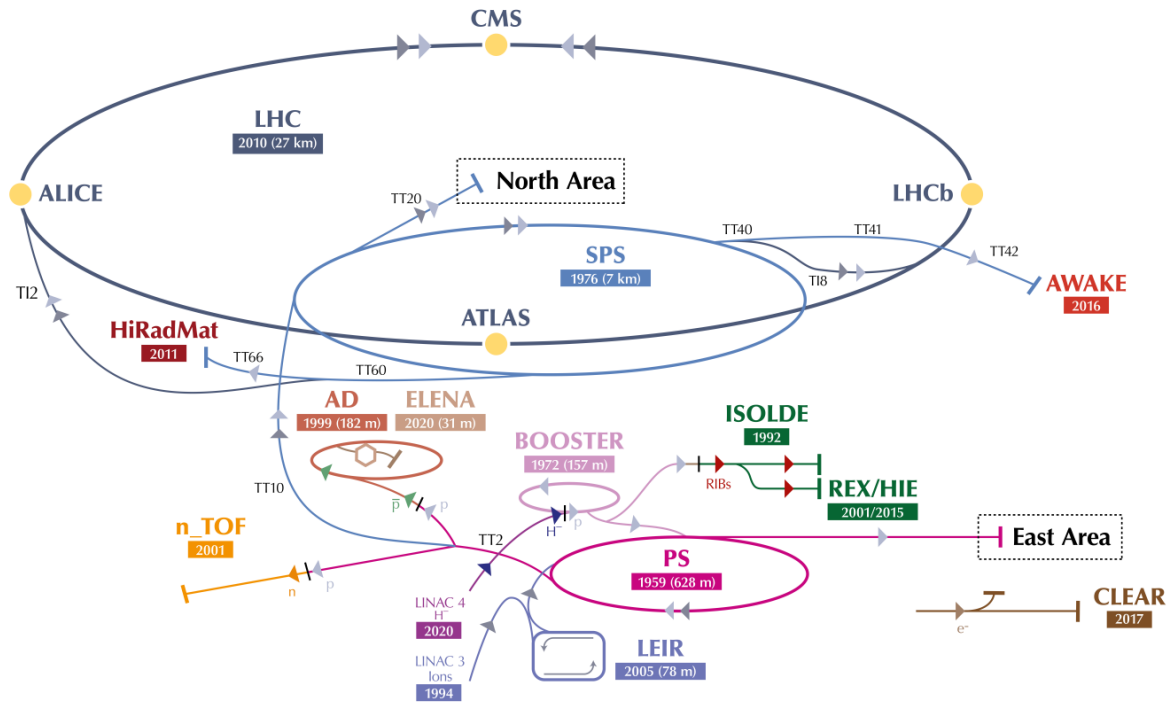 CMS
LHC
2010 (27 km)
ALICE
North Area
TT20
LHCb
SPS
1976 (7 km)
TT40
TT41
TT42
TI8
AWAKE
2016
TI2
ATLAS
HiRadMat
2011
TT66
TT60
AD
1999 (182 m)
ELENA
2020 (31 m)
ISOLDE
1992
BOOSTER
1972 (157 m)
RIBs
REX/HIE
2001/2015
TT10
p̅
p
H⁻
p
TT2
n_TOF
2001
East Area
PS
1959 (628 m)
n
p
LINAC 4
H⁻
2020
CLEAR
2017
e-
LEIR
2005 (78 m)
LINAC 3
Ions
1994